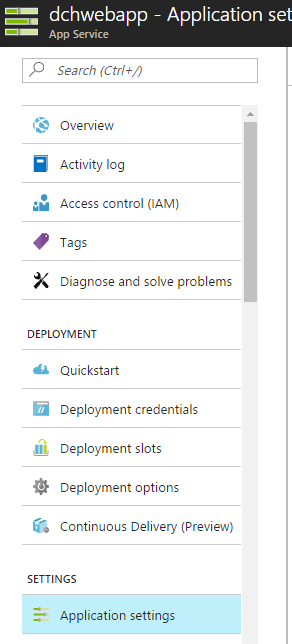 dchwebapp - Application set
App Service
Search (Ctrl+/)
Overview
Activity log
Access control (IAM)
Tags
Diagnose and solve problems
DEPLOYMENT
Quickstart
Deployment credentials
Deployment slots
Deployment options
Continuous Delivery (Preview)
SETTINGS
Application settings